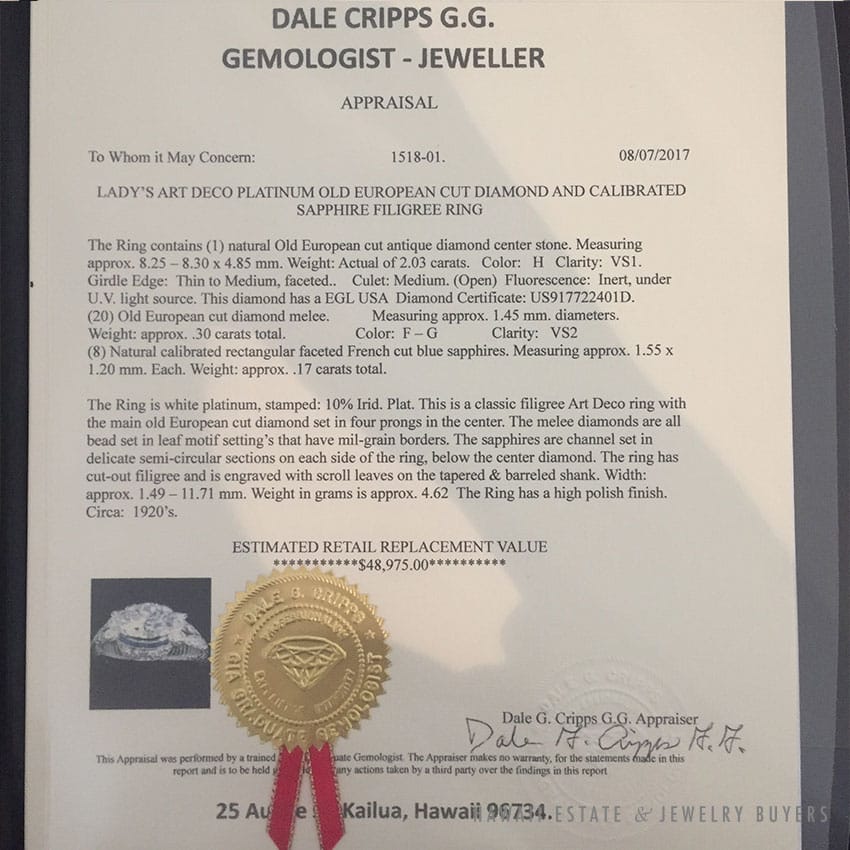 DALE CRIPPS G.G.
GEMOLOGIST - JEWELLER
APPRAISAL
To Whom it May Concern: 1518-01. 08/07/2017
LADY'S ART DECO PLATINUM OLD EUROPEAN CUT DIAMOND AND CALIBRATED
SAPPHIRE FILIGREE RING
The Ring contains (1) natural Old European cut antique diamond center stone. Measuring
approx. 8.25 – 8.30 x 4.85 mm. Weight: Actual of 2.03 carats. Color: H Clarity: VS1.
Girdle Edge: Thin to Medium, faceted.. Culet: Medium. (Open) Fluorescence: Inert, under
U.V. light source. This diamond has a EGL USA Diamond Certificate: US917722401D.
(20) Old European cut diamond melee. Measuring approx. 1.45 mm. diameters.
Weight: approx. .30 carats total. Color: F – G Clarity: VS2
(8) Natural calibrated rectangular faceted French cut blue sapphires. Measuring approx. 1.55 x
1.20 mm. Each. Weight: approx. .17 carats total.
The Ring is white platinum, stamped: 10% Irid. Plat. This is a classic filigree Art Deco ring with
the main old European cut diamond set in four prongs in the center. The melee diamonds are all
bead set in leaf motif setting's that have mil-grain borders. The sapphires are channel set in
delicate semi-circular sections on each side of the ring, below the center diamond. The ring has
cut-out filigree and is engraved with scroll leaves on the tapered & barreled shank. Width:
approx. 1.49 – 11.71 mm. Weight in grams is approx. 4.62 The Ring has a high polish finish.
Circa: 1920's.
ESTIMATED RETAIL REPLACEMENT VALUE
***********$48,975.00**********
DALE G. CRIPPS
GIA GRADUATE GEMOLOGIST
DALE G. CRIPPS
Dale G. Cripps G.G. Appraiser
Dale G. Cripps G.G.
This Appraisal was performed by a trained uate Gemologist. The Appraiser makes no warranty, for the statements made in this
report and is to be held any actions taken by a third party over the findings in this report
25 Au e Kailua, Hawaii 96734.
HAWAII ESTATE & JEWELRY BUYERS